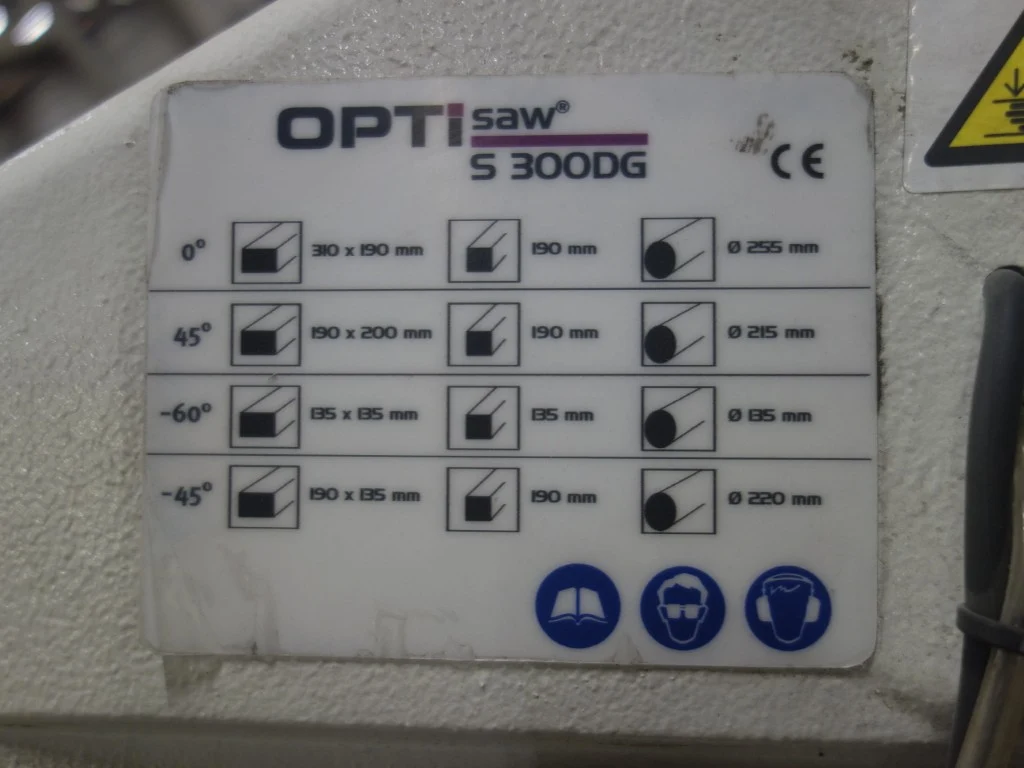 OPTi saw®
S 300DG
CE
0° 310 x 190 mm 190 mm Ø 255 mm
45° 190 x 200 mm 190 mm Ø 215 mm
-60° 135 x 135 mm 135 mm Ø 135 mm
-45° 190 x 135 mm 190 mm Ø 220 mm